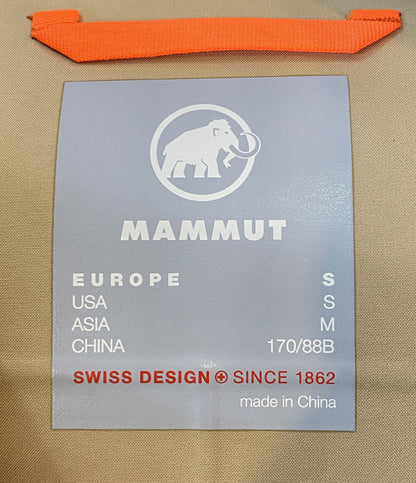 MAMMUT
EUROPE S
USA S
ASIA M
CHINA 170/88B
SWISS DESIGN SINCE 1862
made in China